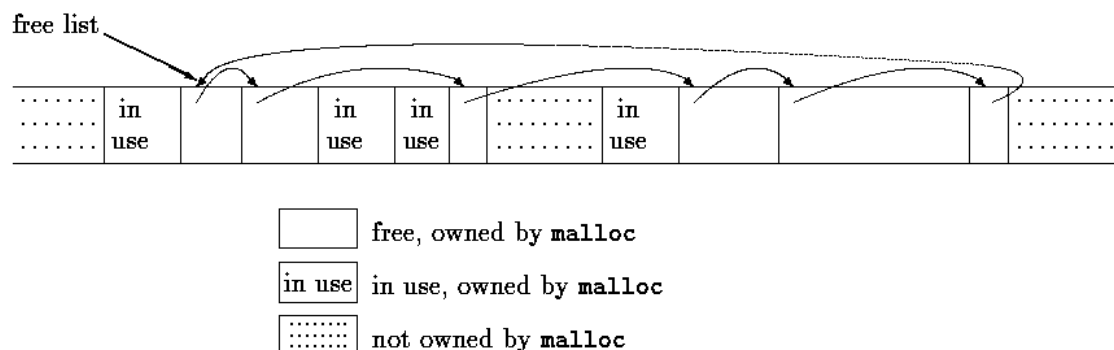 free list
in
use
in
use
in
use
in
use
free, owned by malloc
in use
in use, owned by malloc
not owned by malloc